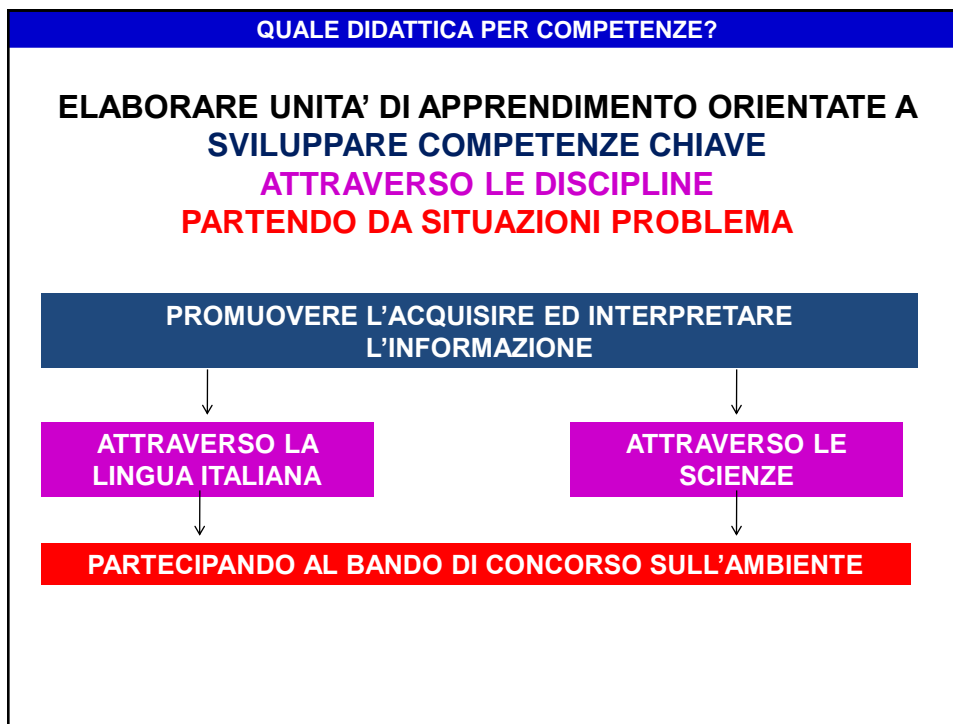 QUALE DIDATTICA PER COMPETENZE?
ELABORARE UNITA’ DI APPRENDIMENTO ORIENTATE A
SVILUPPARE COMPETENZE CHIAVE
ATTRAVERSO LE DISCIPLINE
PARTENDO DA SITUAZIONI PROBLEMA
PROMUOVERE L’ACQUISIRE ED INTERPRETARE
L’INFORMAZIONE
ATTRAVERSO LA
LINGUA ITALIANA
ATTRAVERSO LE
SCIENZE
PARTECIPANDO AL BANDO DI CONCORSO SULL’AMBIENTE